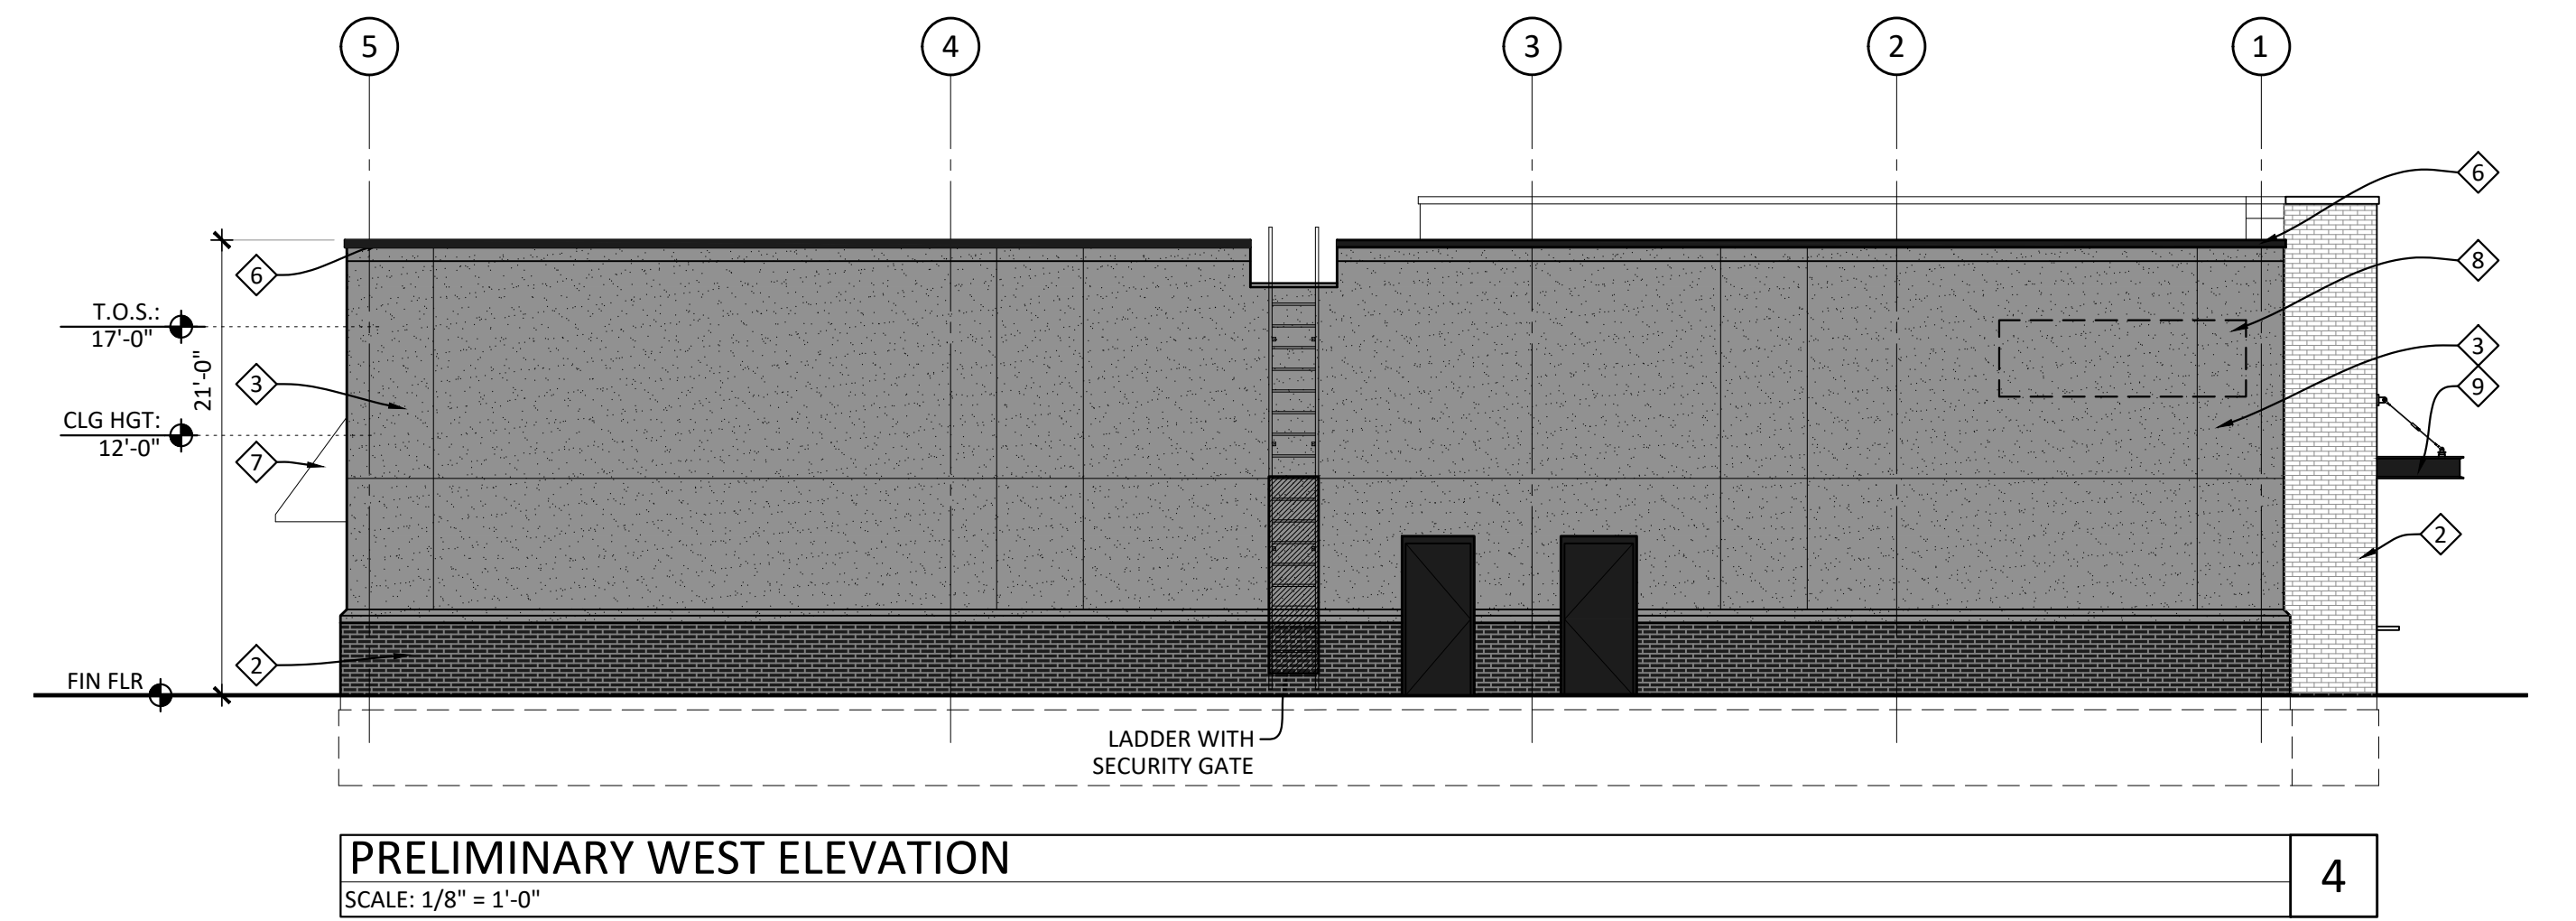 5 4 3 2 1
6
6
8
T.O.S.:
17'-0"
21'-0"
3
3
9
CLG HGT:
12'-0"
7
2
2
FIN FLR
LADDER WITH
SECURITY GATE
PRELIMINARY WEST ELEVATION
4
SCALE: 1/8" = 1'-0"